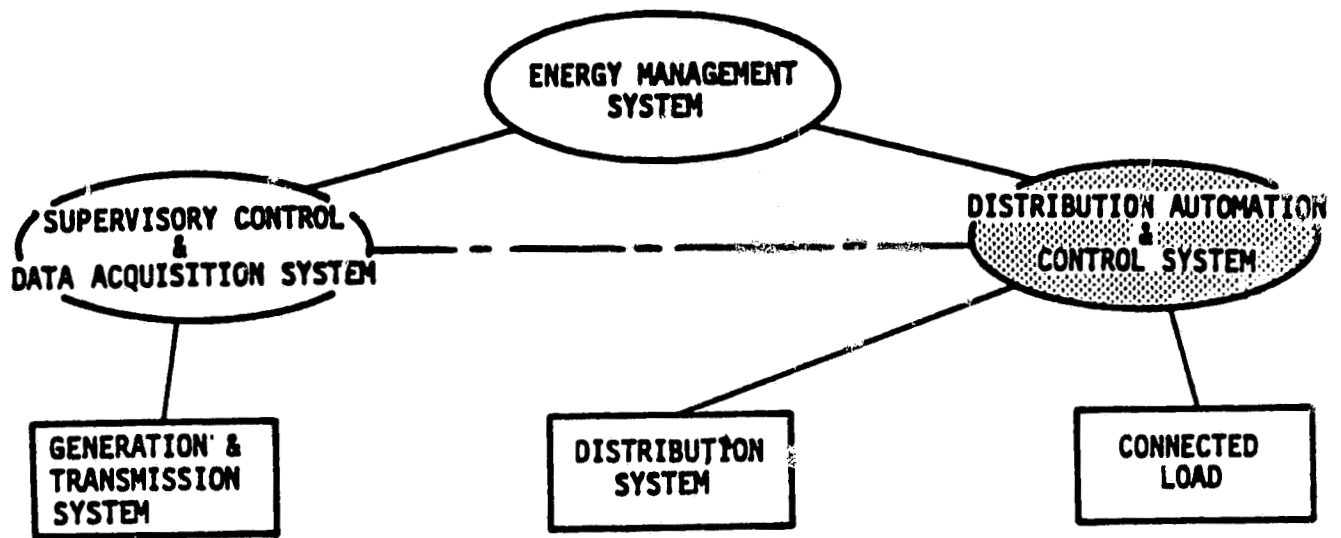 ENERGY MANAGEMENT
SYSTEM
SUPERVISORY CONTROL
&
DATA ACQUISITION SYSTEM
DISTRIBUTION AUTOMATION
&
CONTROL SYSTEM
GENERATION &
TRANSMISSION
SYSTEM
DISTRIBUTION
SYSTEM
CONNECTED
LOAD